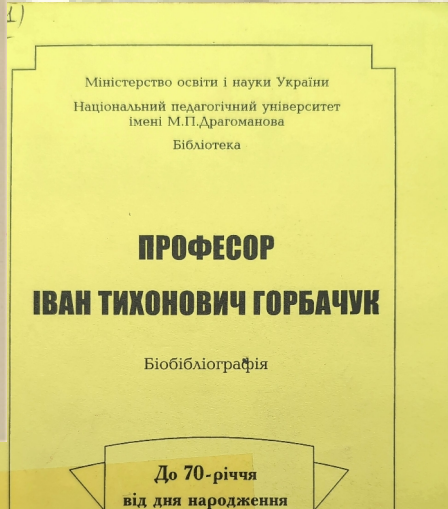 1)
Міністерство освіти і науки України
Національний педагогічний університет
імені М.П.Драгоманова
Бібліотека
ПРОФЕСОР
ІВАН ТИХОНОВИЧ ГОРБАЧУК
Біобібліографія
До 70-річчя
від дня народження